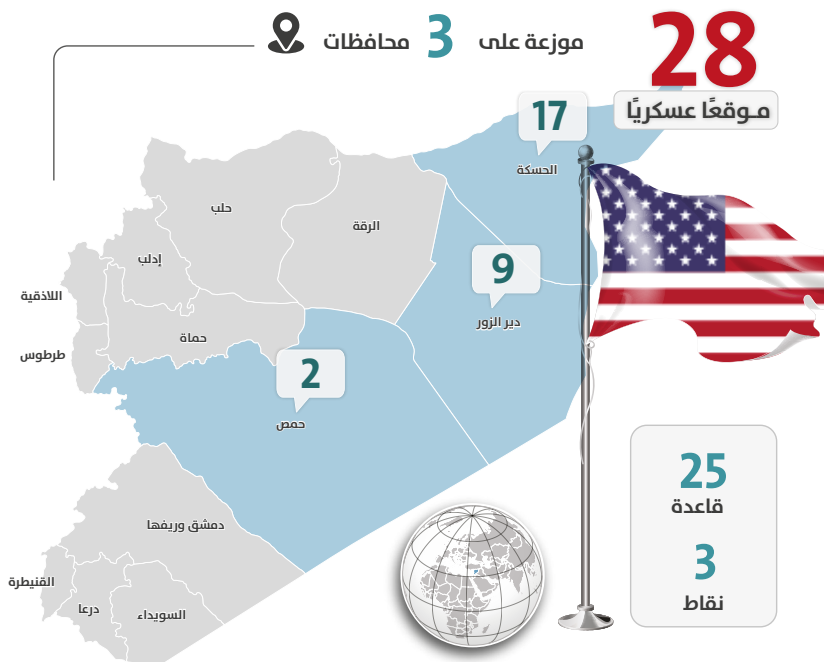 28
موقعًا عسكريًا
موزعة على 3 محافظات
17
الحسكة
حلب
الرقة
إدلب
9
دير الزور
اللاذقية
حماة
طرطوس
2
حمص
25
قاعدة
3
نقاط
دمشق وريفها
القنيطرة
درعا
السويداء